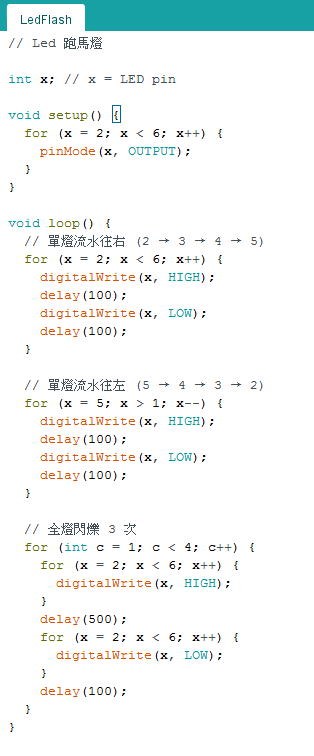 LedFlash
// Led 跑馬燈
int x; // x = LED pin
void setup() {
  for (x = 2; x < 6; x++) {
    pinMode(x, OUTPUT);
  }
}
void loop() {
  // 單燈流水往右 (2 → 3 → 4 → 5)
  for (x = 2; x < 6; x++) {
    digitalWrite(x, HIGH);
    delay(100);
    digitalWrite(x, LOW);
    delay(100);
  }
  // 單燈流水往左 (5 → 4 → 3 → 2)
  for (x = 5; x > 1; x--) {
    digitalWrite(x, HIGH);
    delay(100);
    digitalWrite(x, LOW);
    delay(100);
  }
  // 全燈閃爍 3 次
  for (int c = 1; c < 4; c++) {
    for (x = 2; x < 6; x++) {
      digitalWrite(x, HIGH);
    }
    delay(500);
    for (x = 2; x < 6; x++) {
      digitalWrite(x, LOW);
    }
    delay(100);
  }
}